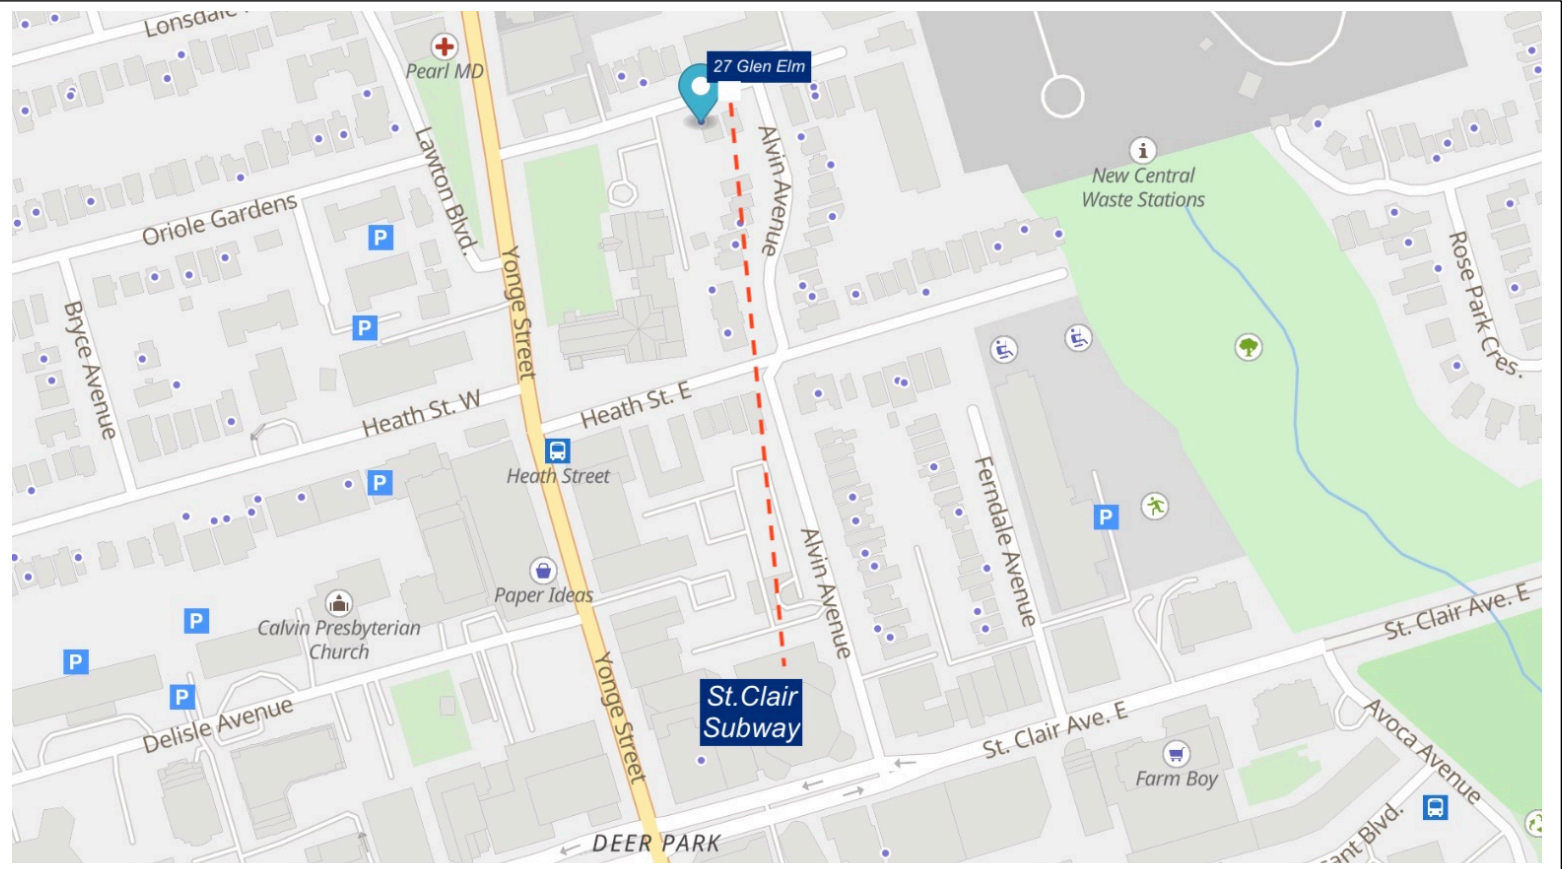 Lonsdale
Pearl MD
27 Glen Elm
Lawton Blvd.
Alvin Avenue
New Central
Waste Stations
Oriole Gardens
P
Yonge Street
Rose Park Cres.
Bryce Avenue
P
Heath St. W
Heath St. E
Heath Street
P
Ferndale Avenue
P
Alvin Avenue
Paper Ideas
Calvin Presbyterian
Church
P
St. Clair Ave. E
P
P
Yonge Street
St.Clair
Subway
Delisle Avenue
St. Clair Ave. E
Avoca Avenue
Farm Boy
DEER PARK
sant Blvd.